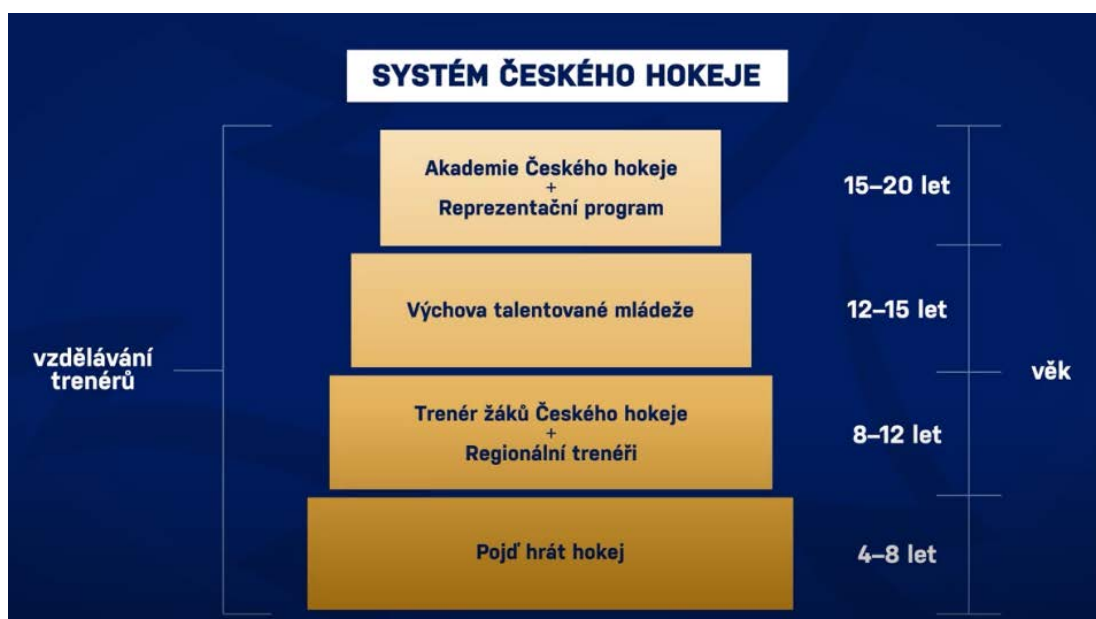 SYSTÉM ČESKÉHO HOKEJE
Akademie Českého hokeje
+
Reprezentační program
15–20 let
Výchova talentované mládeže
12–15 let
vzdělávání
trenérů
věk
Trenér žáků Českého hokeje
+
Regionální trenéři
8–12 let
Pojď hrát hokej
4–8 let